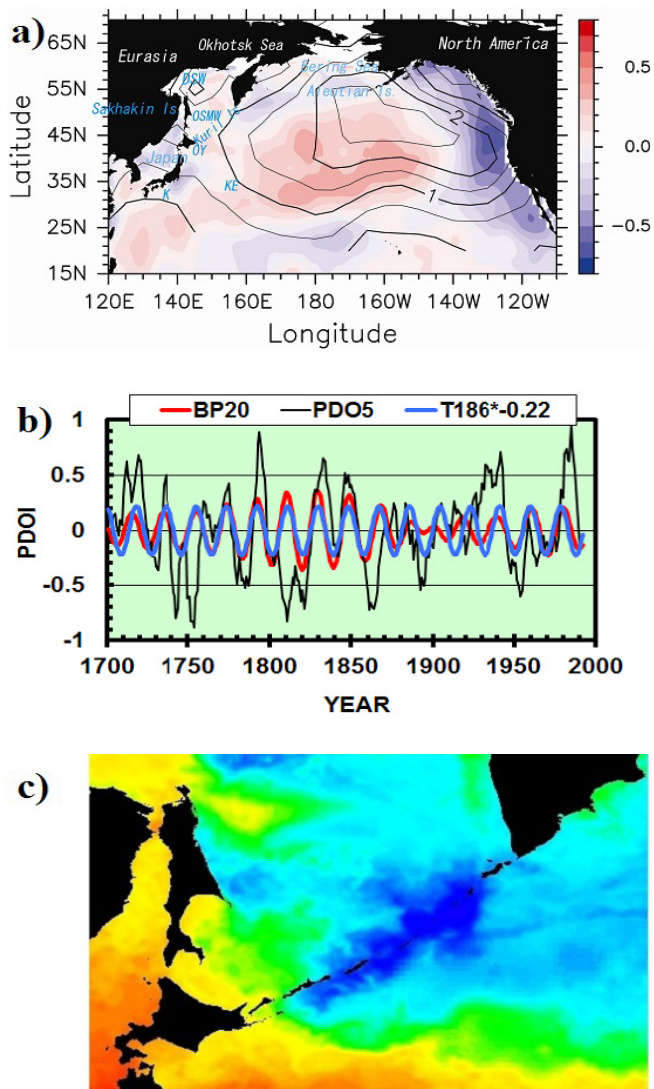 a)
65N
55N
45N
35N
25N
15N
Latitude
Eurasia
Okhotsk Sea
North America
Bering Sea
Aleutian Is.
DSW
Sakhakin Is.
OSMW
Kuril
OY
Japan
K
KE
2
1
0.5
0.0
-0.5
120E 140E 160E 180 160W 140W 120W
Longitude
b)
BP20 PDO5 T186*-0.22
1
0.5
0
-0.5
-1
PDOI
1700 1750 1800 1850 1900 1950 2000
YEAR
c)